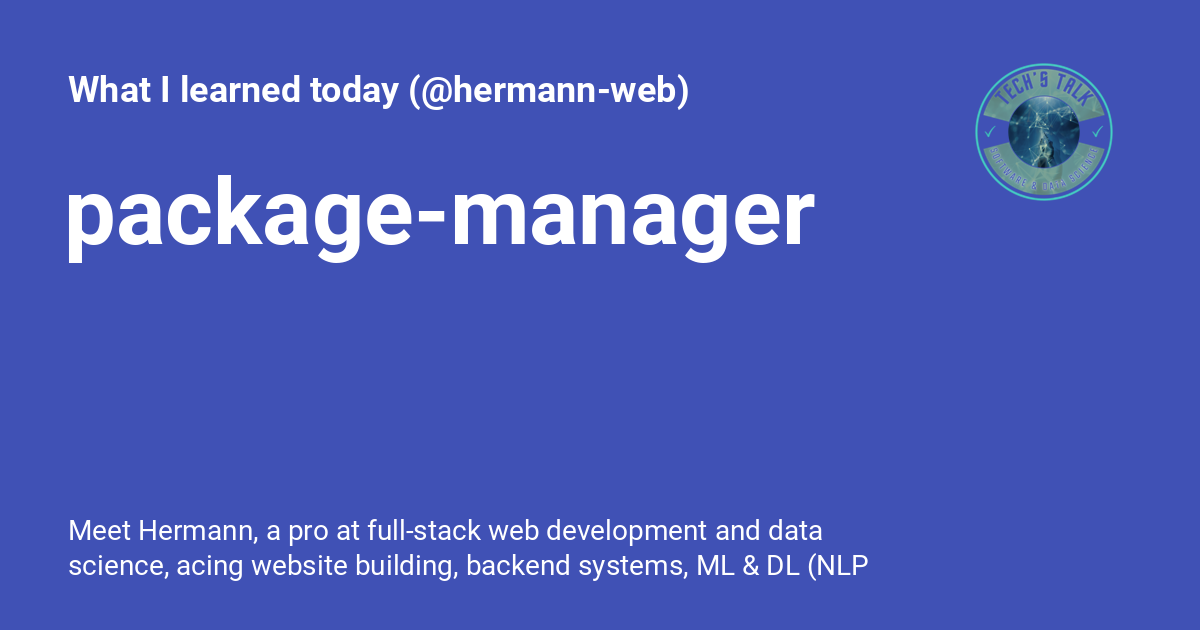 What I learned today (@hermann-web)
TECH'S TALK
SOFTWARE & DATA SCIENCE
package-manager
Meet Hermann, a pro at full-stack web development and data
science, acing website building, backend systems, ML & DL (NLP